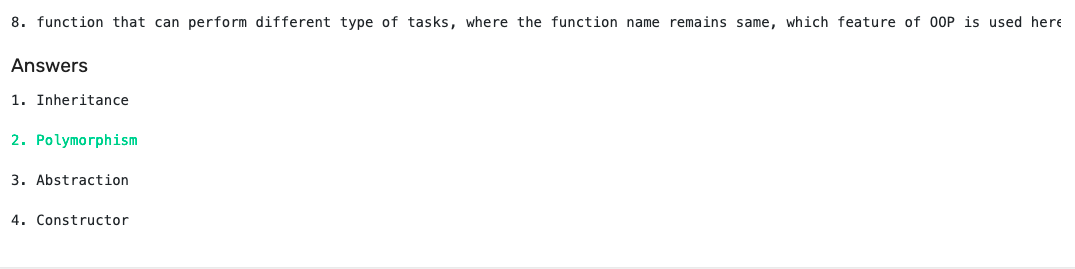 8. function that can perform different type of tasks, where the function name remains same, which feature of OOP is used here
Answers
1. Inheritance
2. Polymorphism
3. Abstraction
4. Constructor